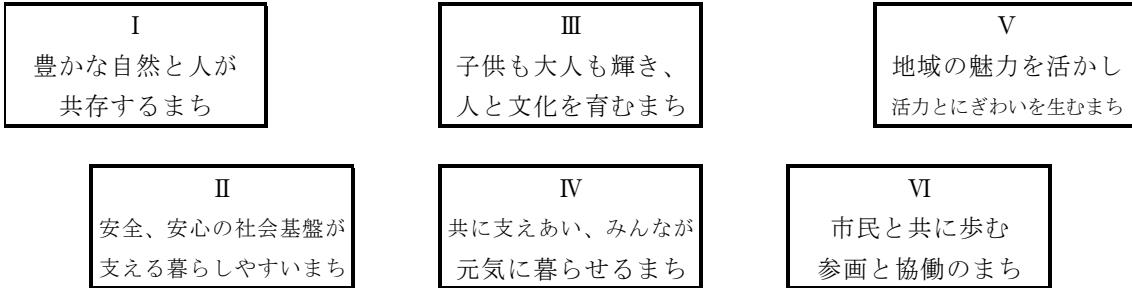 Ⅰ
豊かな自然と人が
共存するまち
Ⅱ
安全、安心の社会基盤が
支える暮らしやすいまち
Ⅲ
子供も大人も輝き、
人と文化を育むまち
Ⅳ
共に支えあい、みんなが
元気に暮らせるまち
Ⅴ
地域の魅力を活かし
活力とにぎわいを生むまち
Ⅵ
市民と共に歩む
参画と協働のまち